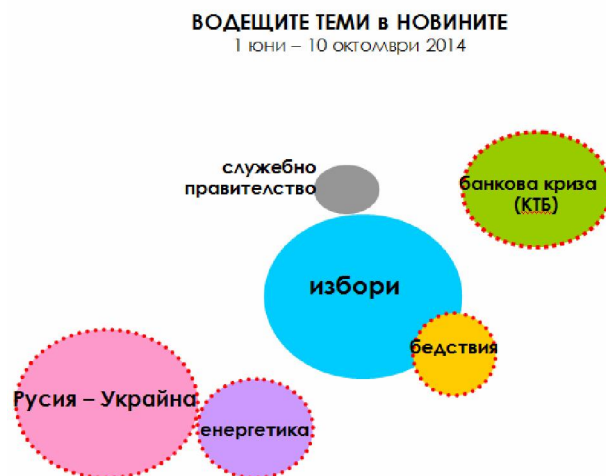 ВОДЕЩИТЕ ТЕМИ в НОВИНИТЕ
1 юни – 10 октомври 2014
служебно
правителство
банкова криза
(КТБ)
избори
бедствия
Русия – Украйна
енергетика